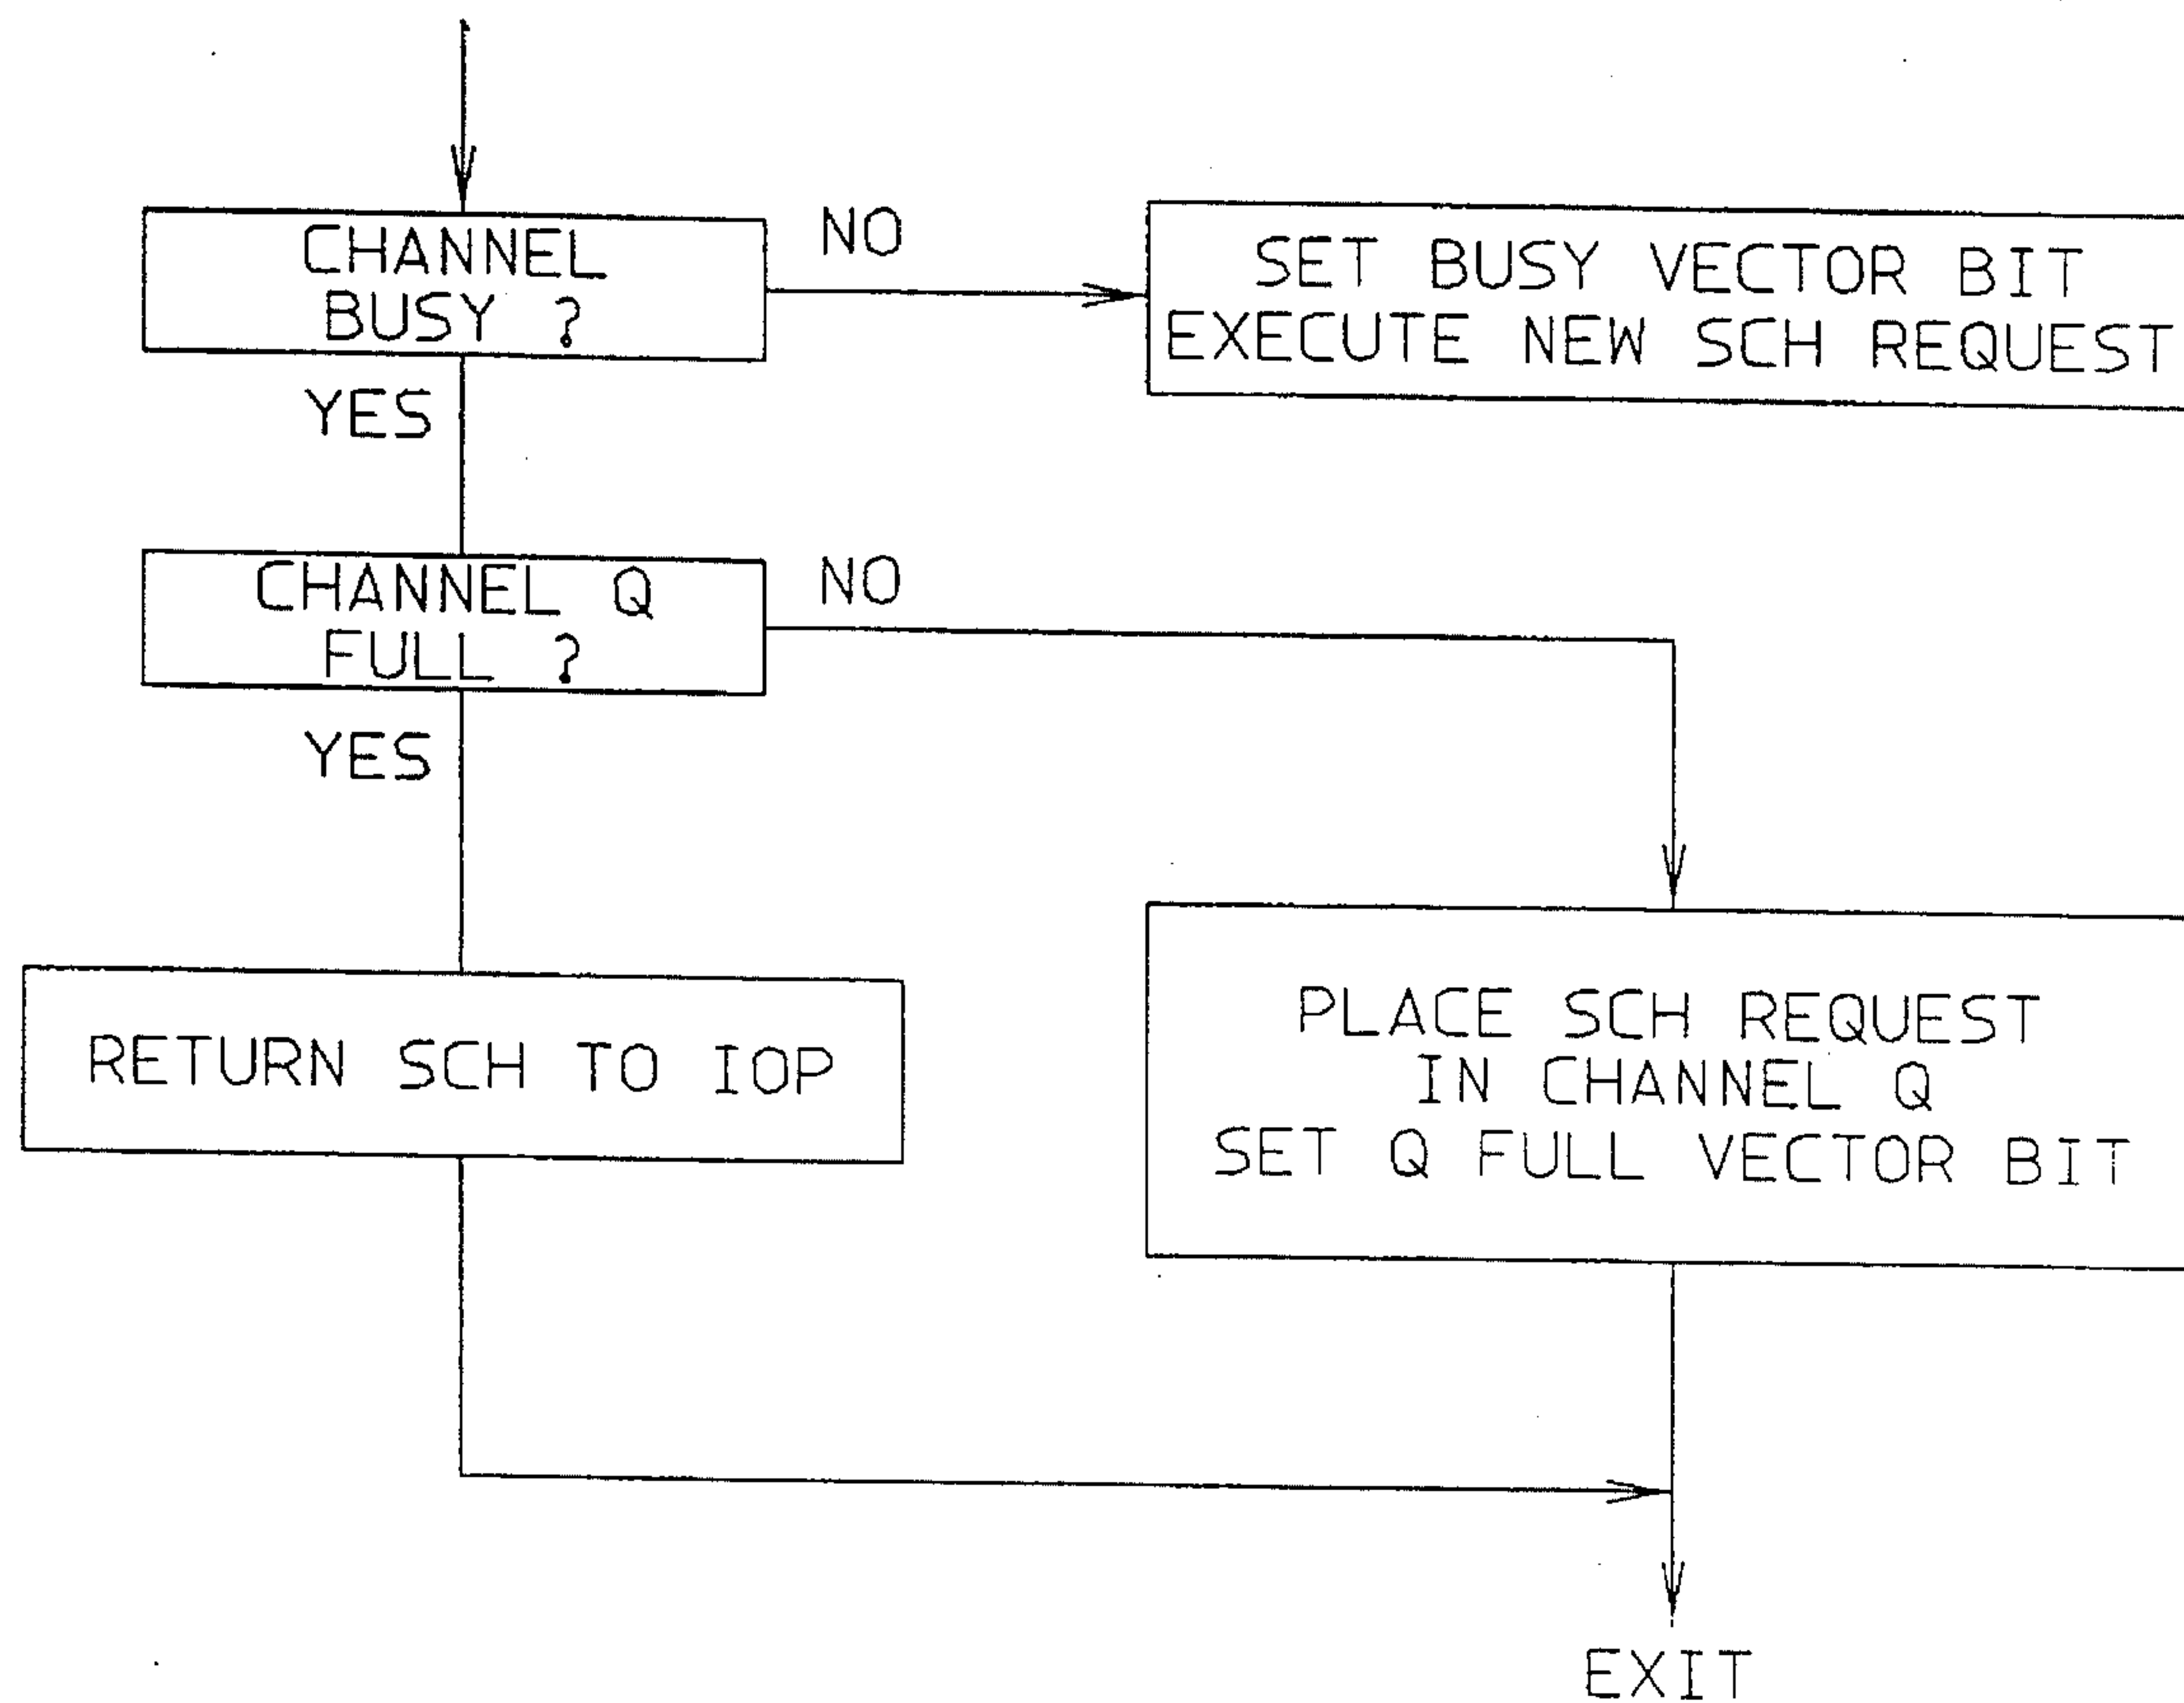 CHANNEL
BUSY ?
NO
SET BUSY VECTOR BIT
EXECUTE NEW SCH REQUEST
YES
CHANNEL Q
FULL ?
NO
YES
RETURN SCH TO IOP
PLACE SCH REQUEST
IN CHANNEL Q
SET Q FULL VECTOR BIT
EXIT